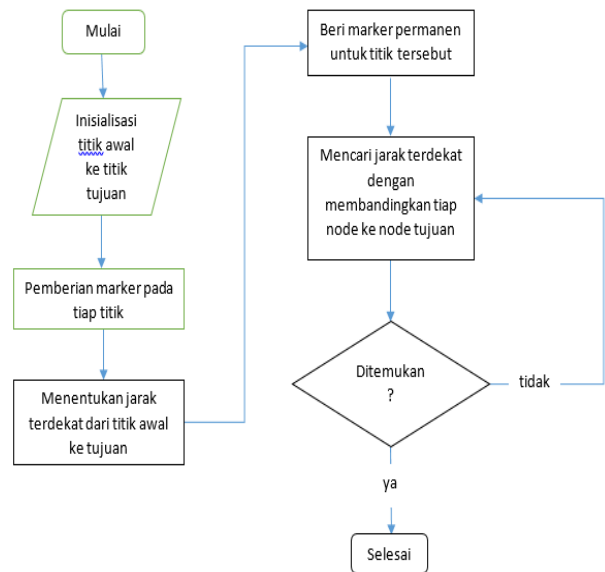 Mulai
Inisialisasi
titik awal
ke titik
tujuan
Pemberian marker pada
tiap titik
Menentukan jarak
terdekat dari titik awal
ke tujuan
Beri marker permanen
untuk titik tersebut
Mencari jarak terdekat
dengan
membandingkan tiap
node ke node tujuan
Ditemukan
?
tidak
ya
Selesai